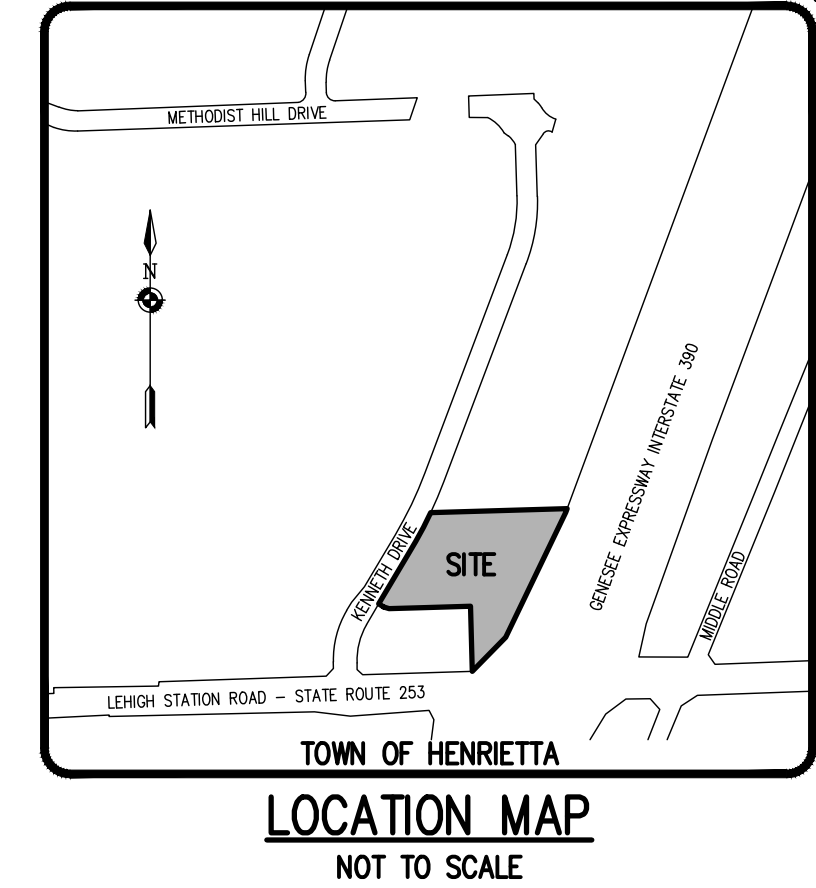 METHODIST HILL DRIVE
N
GENESEE EXPRESSWAY INTERSTATE 390
SITE
KENNETH DRIVE
MIDDLE ROAD
LEHIGH STATION ROAD – STATE ROUTE 253
TOWN OF HENRIETTA
LOCATION MAP
NOT TO SCALE